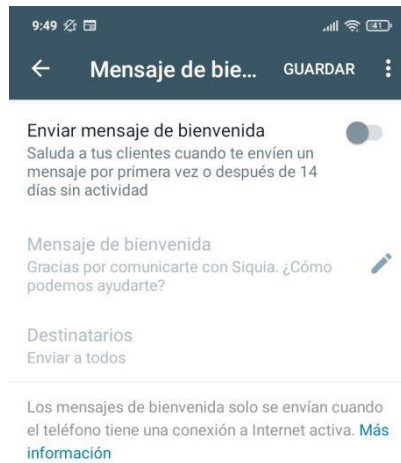 9:49
41
Mensaje de bie... GUARDAR
Enviar mensaje de bienvenida
Saluda a tus clientes cuando te envíen un
mensaje por primera vez o después de 14
días sin actividad
Mensaje de bienvenida
Gracias por comunicarte con Siquia. ¿Cómo
podemos ayudarte?
Destinatarios
Enviar a todos
Los mensajes de bienvenida solo se envían cuando
el teléfono tiene una conexión a Internet activa. Más
información